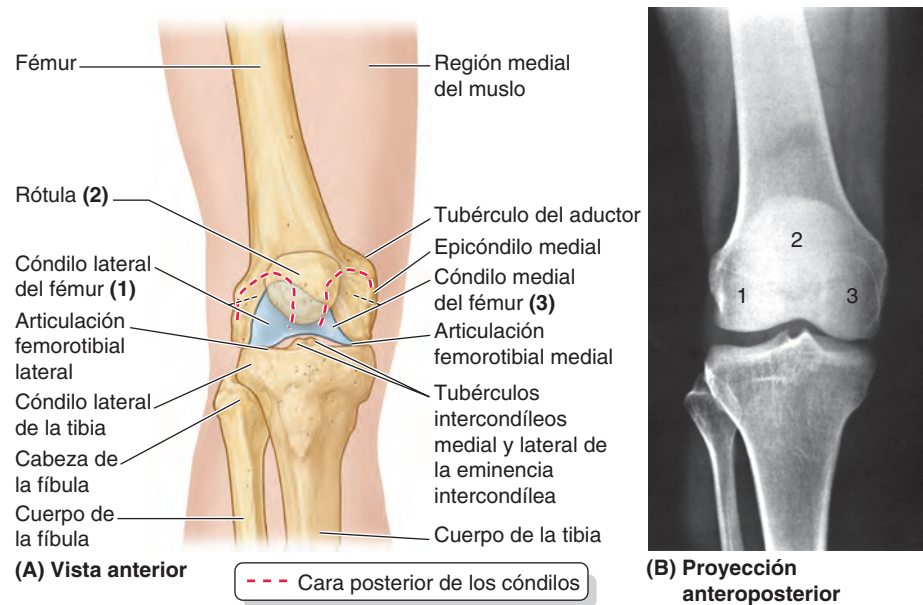 Fémur
Región medial
del muslo
Rótula (2)
Tubérculo del aductor
Epicóndilo medial
Cóndilo lateral
del fémur (1)
Cóndilo medial
del fémur (3)
Articulación
femorotibial
lateral
Articulación
femorotibial medial
Cóndilo lateral
de la tibia
Tubérculos
intercondíleos
medial y lateral de
la eminencia
intercondílea
Cabeza de
la fíbula
Cuerpo de
la fíbula
Cuerpo de la tibia
(A) Vista anterior
Cara posterior de los cóndilos
2
1
3
(B) Proyección
anteroposterior